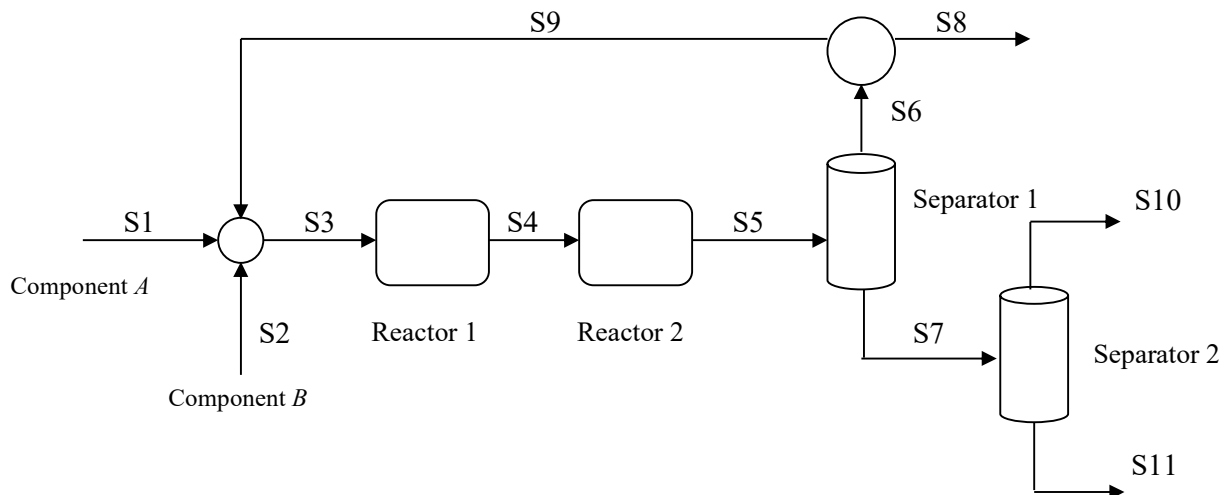 S9
S8
S6
Separator 1
S10
S1
S3
S4
S5
Component A
S2
Reactor 1
Reactor 2
S7
Separator 2
Component B
S11